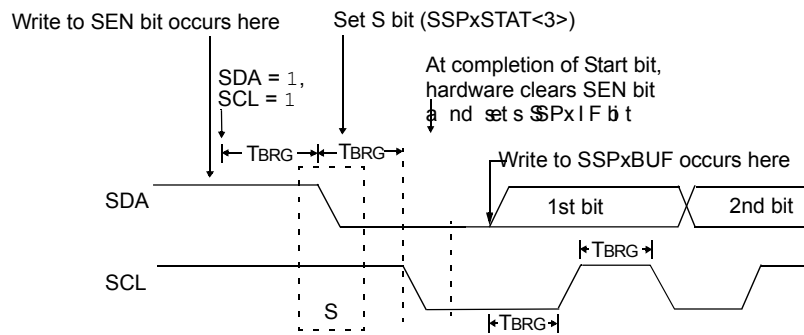 Write to SEN bit occurs here
Set S bit (SSPxSTAT<3>)
SDA = 1,
SCL = 1
At completion of Start bit,
hardware clears SEN bit
and sets SSPxIF bit
TBRG
TBRG
Write to SSPxBUF occurs here
SDA
1st bit
2nd bit
TBRG
SCL
S
TBRG